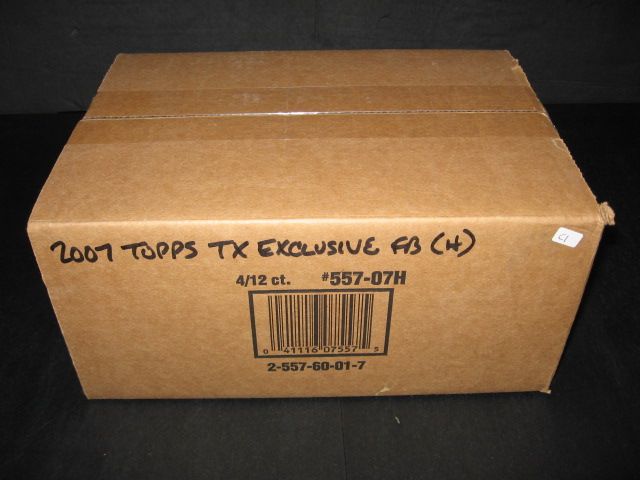 2007 TOPPS TX EXCLUSIVE FB (H)
C1
4/12 ct. #557-07H
0 41116 07557 5
2-557-60-01-7